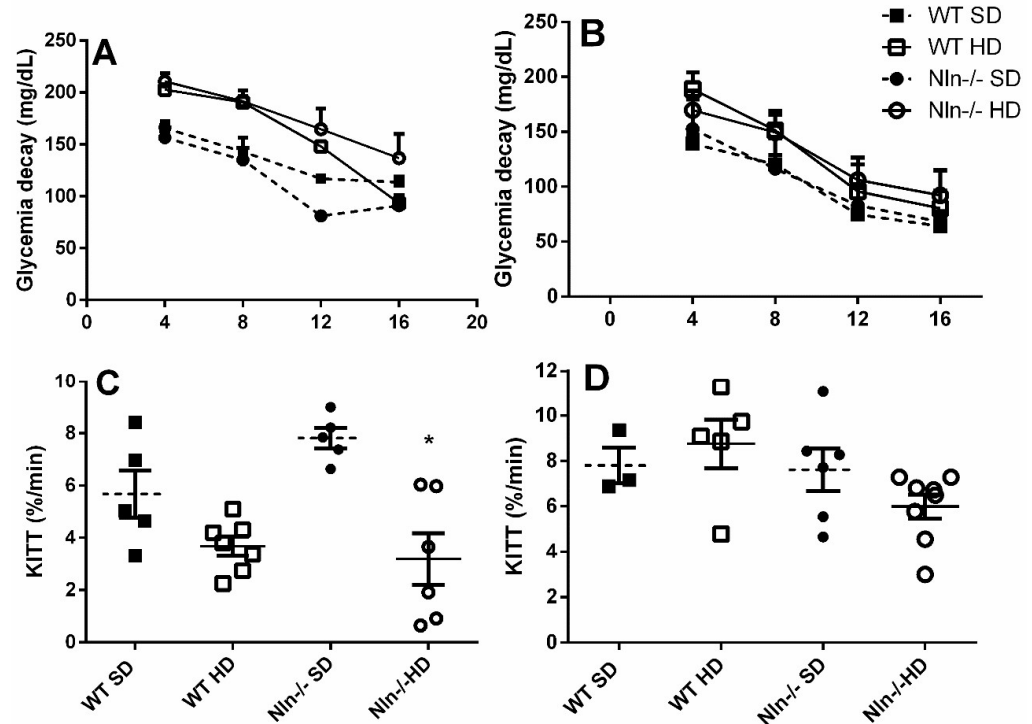 A
Glycemia decay (mg/dL)
250
200
150
100
50
0
0 4 8 12 16 20
B
Glycemia decay (mg/dL)
250
200
150
100
50
0
0 4 8 12 16
WT SD
WT HD
Nln-/- SD
Nln-/- HD
C
KITT (%/min)
10
8
6
4
2
0
*
WT SD
WT HD
Nln-/- SD
Nln-/-HD
D
KITT (%/min)
12
10
8
6
4
2
0
WT SD
WT HD
Nln-/- SD
Nln-/-HD